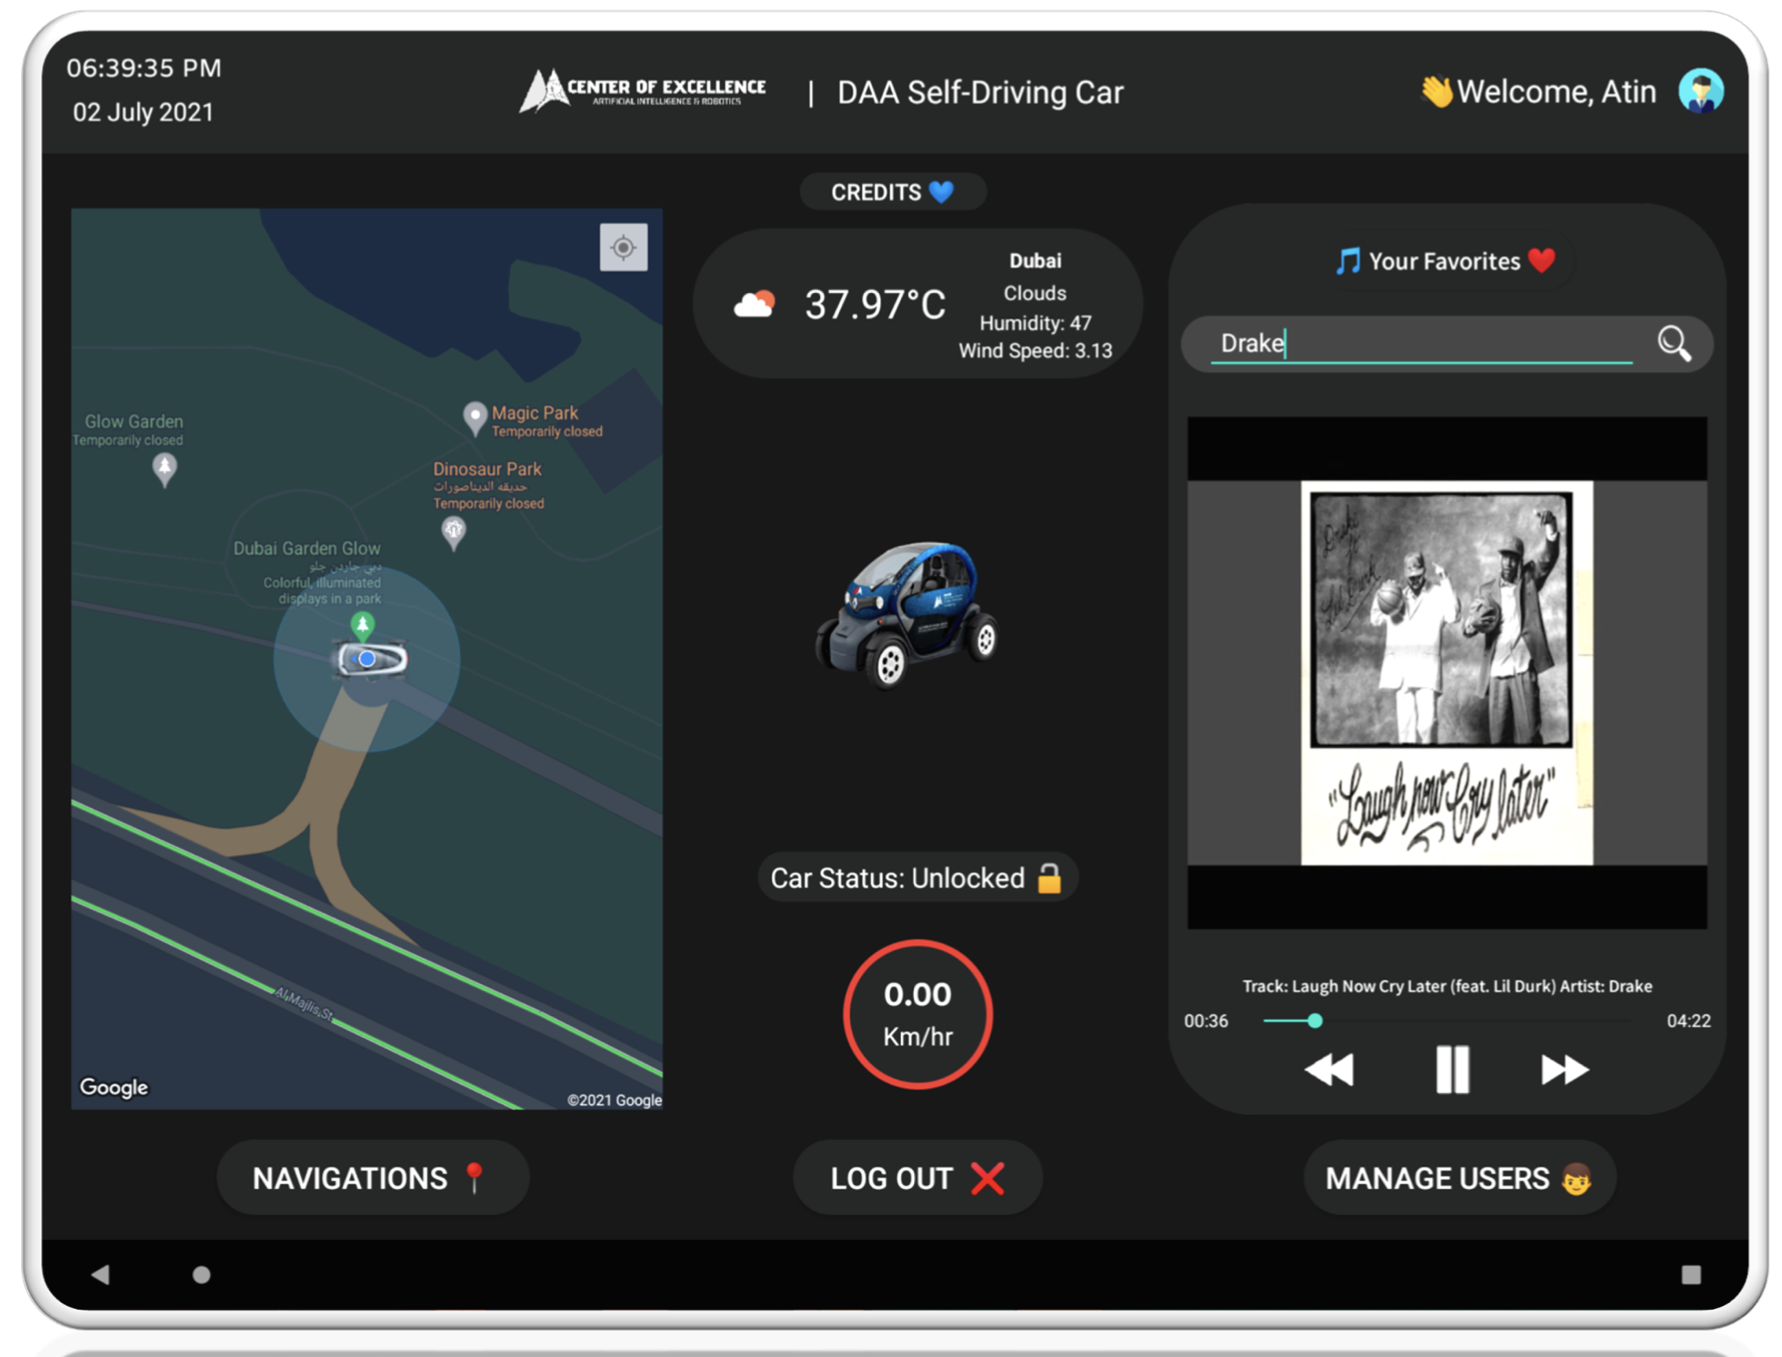 06:39:35 PM
02 July 2021
CENTER OF EXCELLENCE
ARTIFICIAL INTELLIGENCE & ROBOTICS
| DAA Self-Driving Car
👋Welcome, Atin
CREDITS 💙
Glow Garden
Temporarily closed
Magic Park
Temporarily closed
Dinosaur Park
حديقه الديناصورات
Temporarily closed
Dubai Garden Glow
دبي جاردن جلو
Colorful, illuminated
displays in a park
Al Majlis St
Google
©2021 Google
37.97°C
Dubai
Clouds
Humidity: 47
Wind Speed: 3.13
Car Status: Unlocked 🔓
0.00
Km/hr
🎵 Your Favorites ❤️
Drake
Drake
Lil Durk
"Laugh now Cry later"
Track: Laugh Now Cry Later (feat. Lil Durk) Artist: Drake
00:36
04:22
NAVIGATIONS 📍
LOG OUT ❌
MANAGE USERS 👦